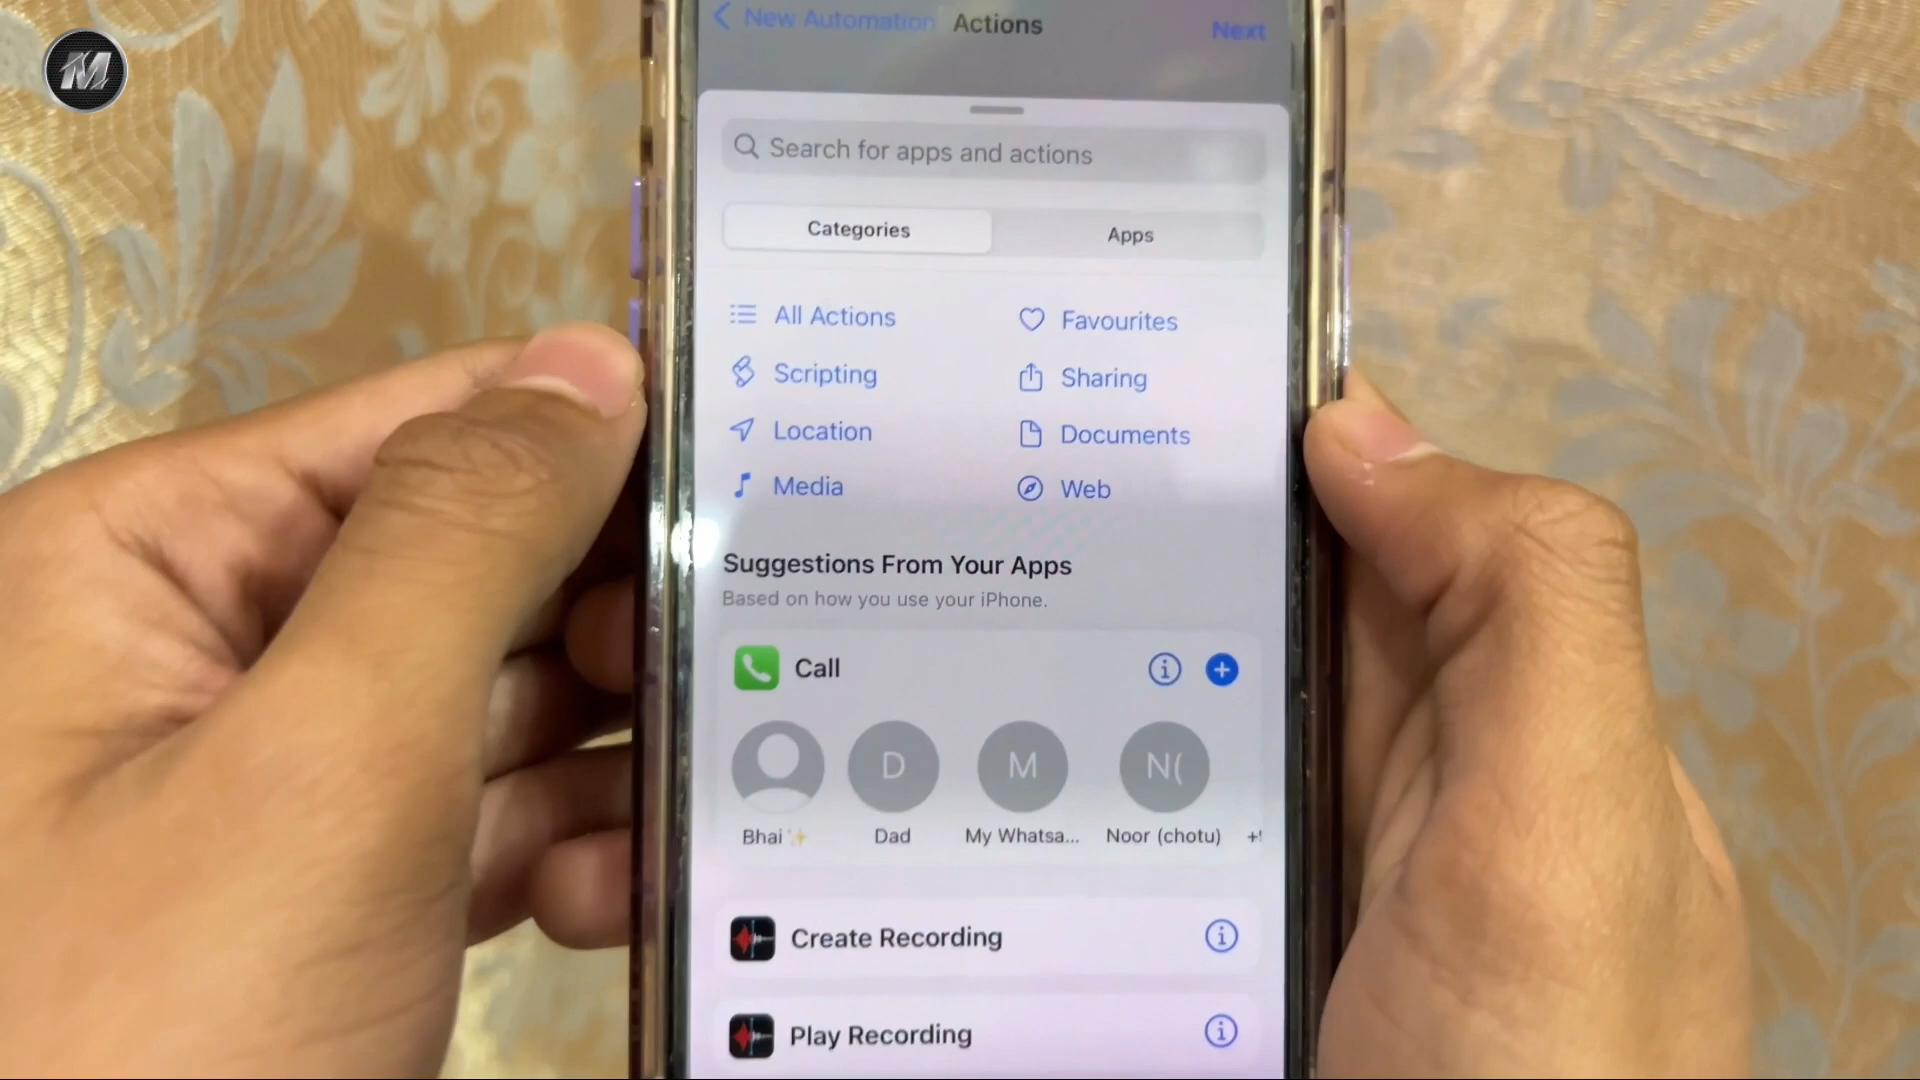 M
New Automation Actions Next
Search for apps and actions
Categories Apps
All Actions Favourites
Scripting Sharing
Location Documents
Media Web
Suggestions From Your Apps
Based on how you use your iPhone.
Call
D M N(
Bhai✨ Dad My Whatsa... Noor (chotu)
Create Recording
Play Recording